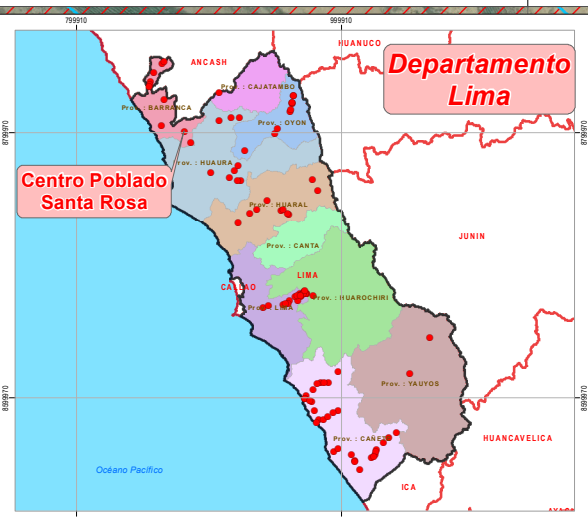 799910
999910
HUANUCO
ANCASH
Departamento
Lima
Prov. : CAJATAMBO
Prov. : BARRANCA
Prov. : OYON
8799970
8799970
Prov. : HUAURA
Centro Poblado
Santa Rosa
Prov. : HUARAL
JUNIN
Prov. : CANTA
LIMA
CALLAO
Prov. : LIMA
Prov. : HUAROCHIRI
Prov. : YAUYOS
8599970
8599970
Prov. : CAÑETE
HUANCAVELICA
Océano Pacífico
ICA